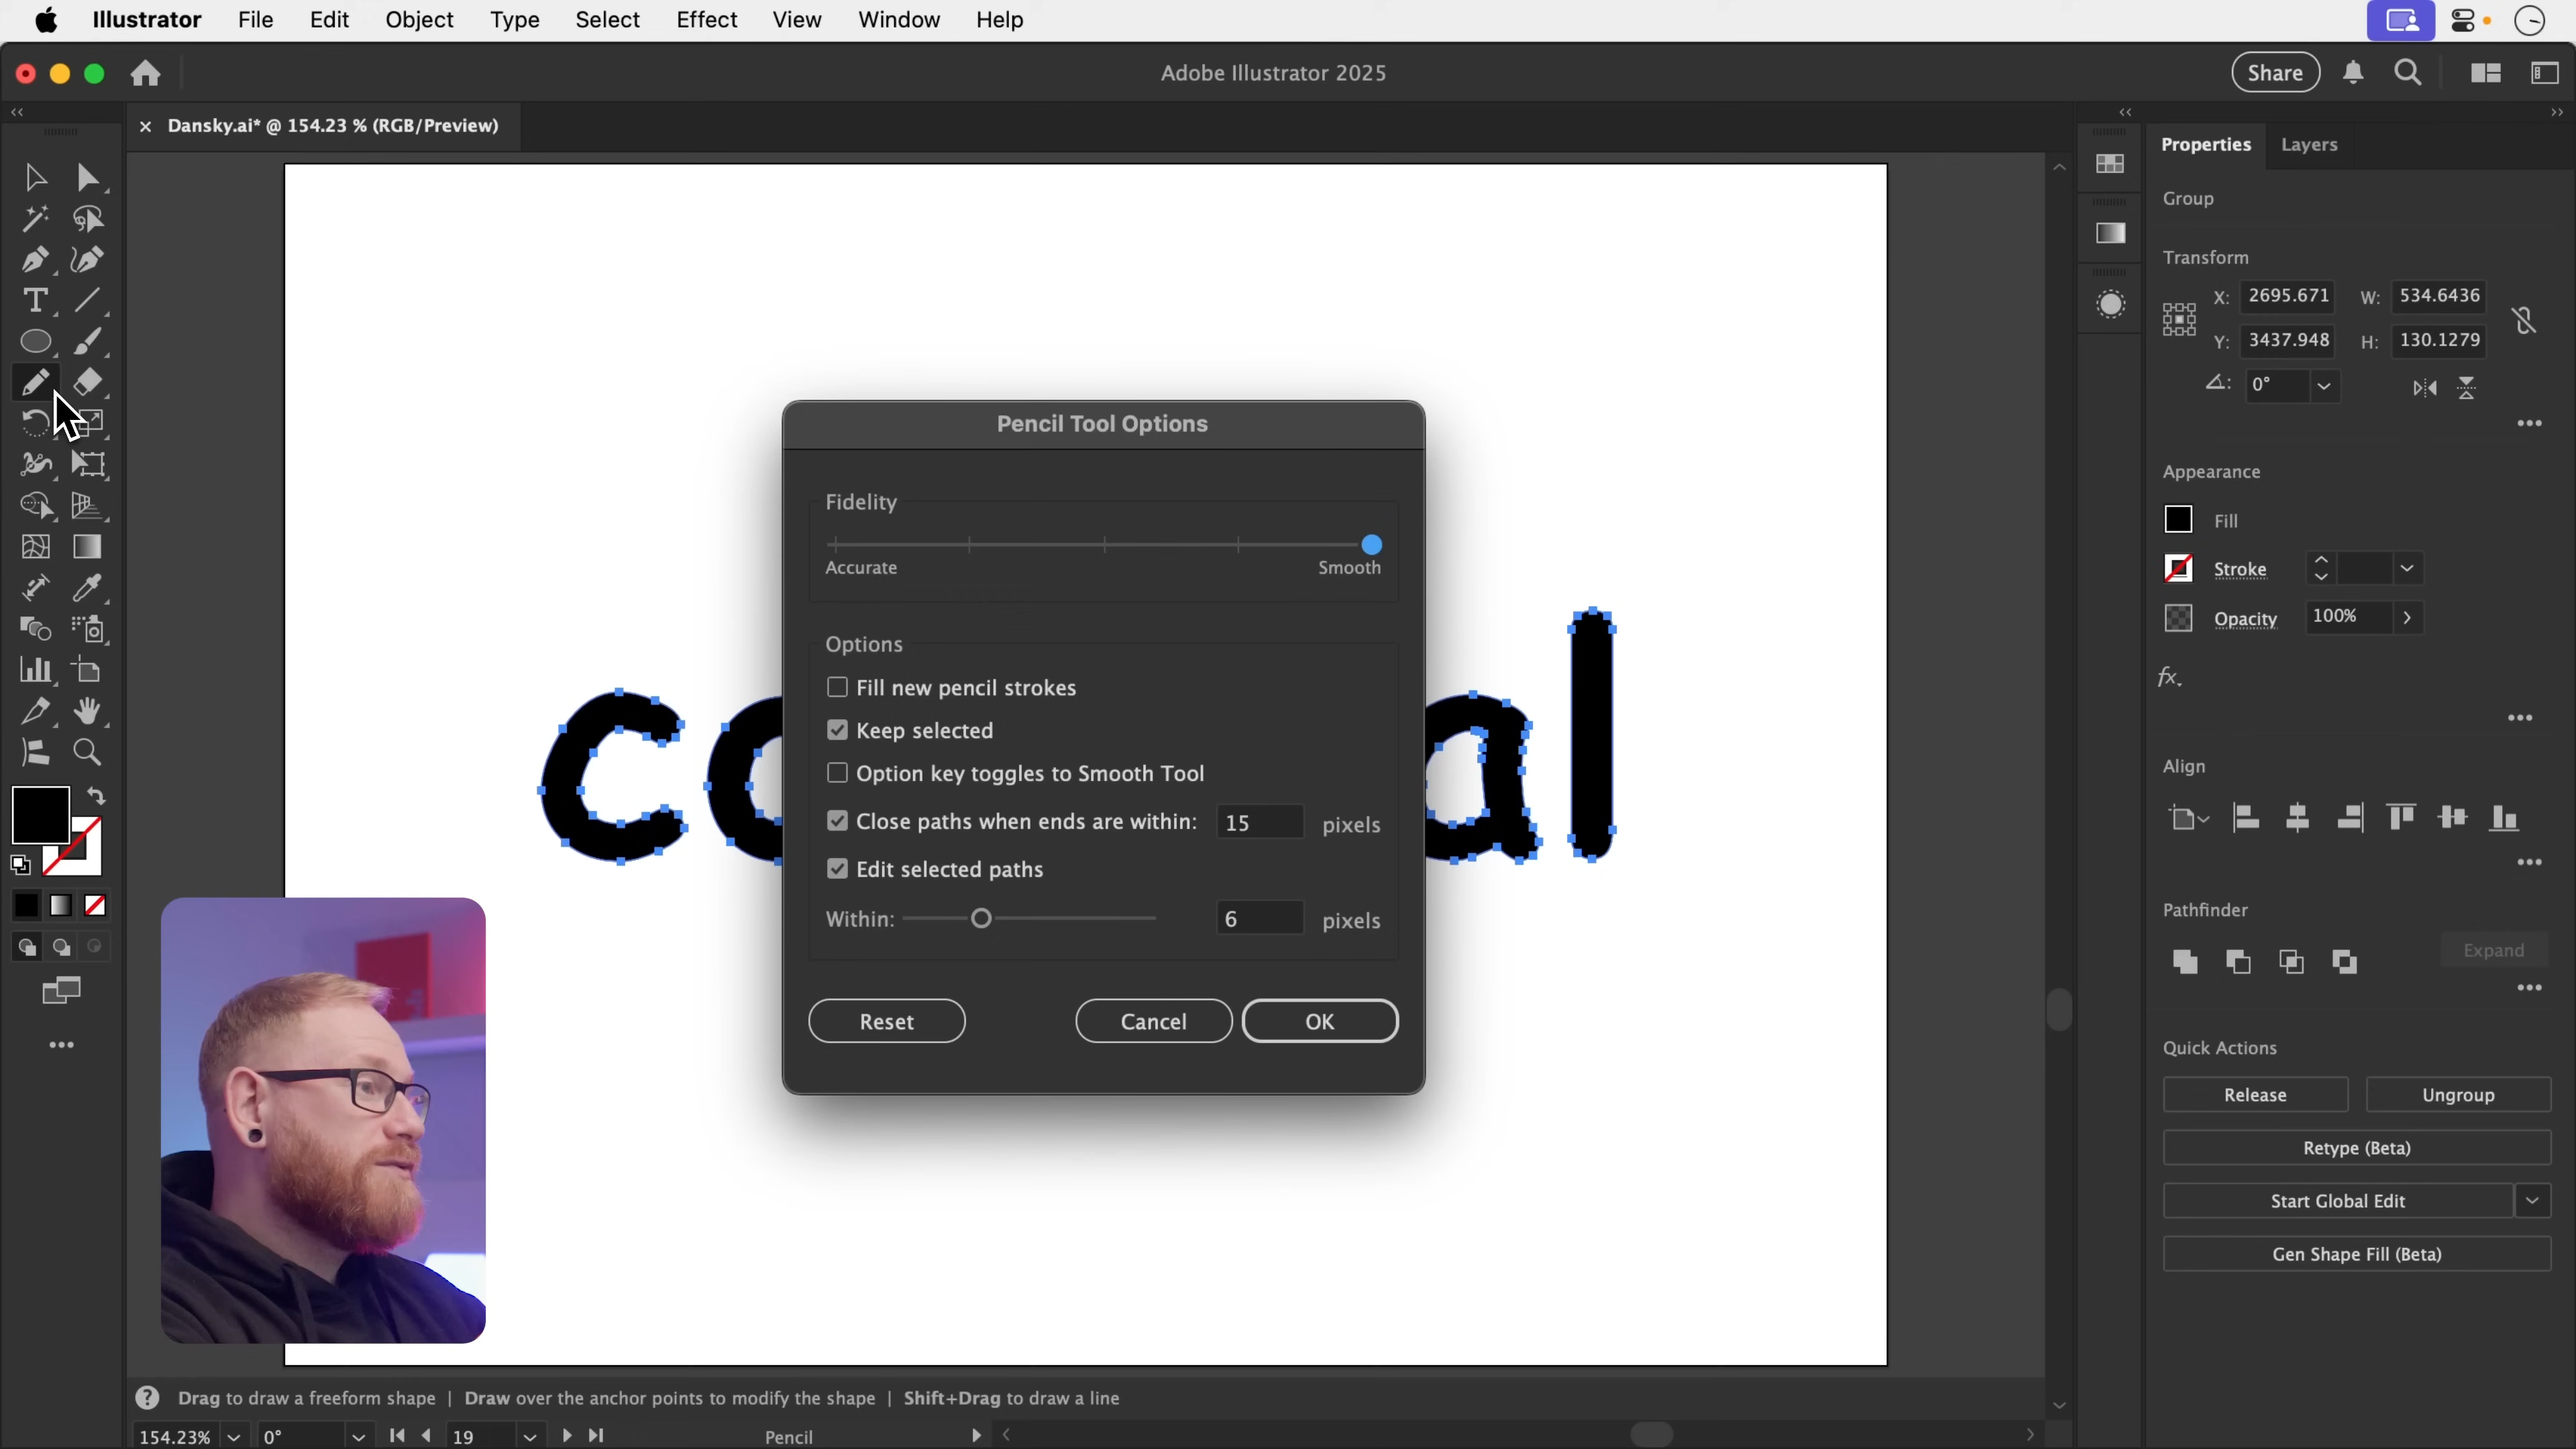 Illustrator File Edit Object Type Select Effect View Window Help
Adobe Illustrator 2025
Share
Dansky.ai* @ 154.23 % (RGB/Preview)
Properties Layers
Group
Transform
X: 2695.671 W: 534.6436
Y: 3437.948 H: 130.1279
0°
Appearance
Fill
Stroke
Opacity 100%
fx.
Align
Pathfinder
Expand
Quick Actions
Release Ungroup
Retype (Beta)
Start Global Edit
Gen Shape Fill (Beta)
Pencil Tool Options
Fidelity
Accurate Smooth
Options
Fill new pencil strokes
Keep selected
Option key toggles to Smooth Tool
Close paths when ends are within: 15 pixels
Edit selected paths
Within: 6 pixels
Reset Cancel OK
Drag to draw a freeform shape | Draw over the anchor points to modify the shape | Shift+Drag to draw a line
154.23% 0° 19 Pencil